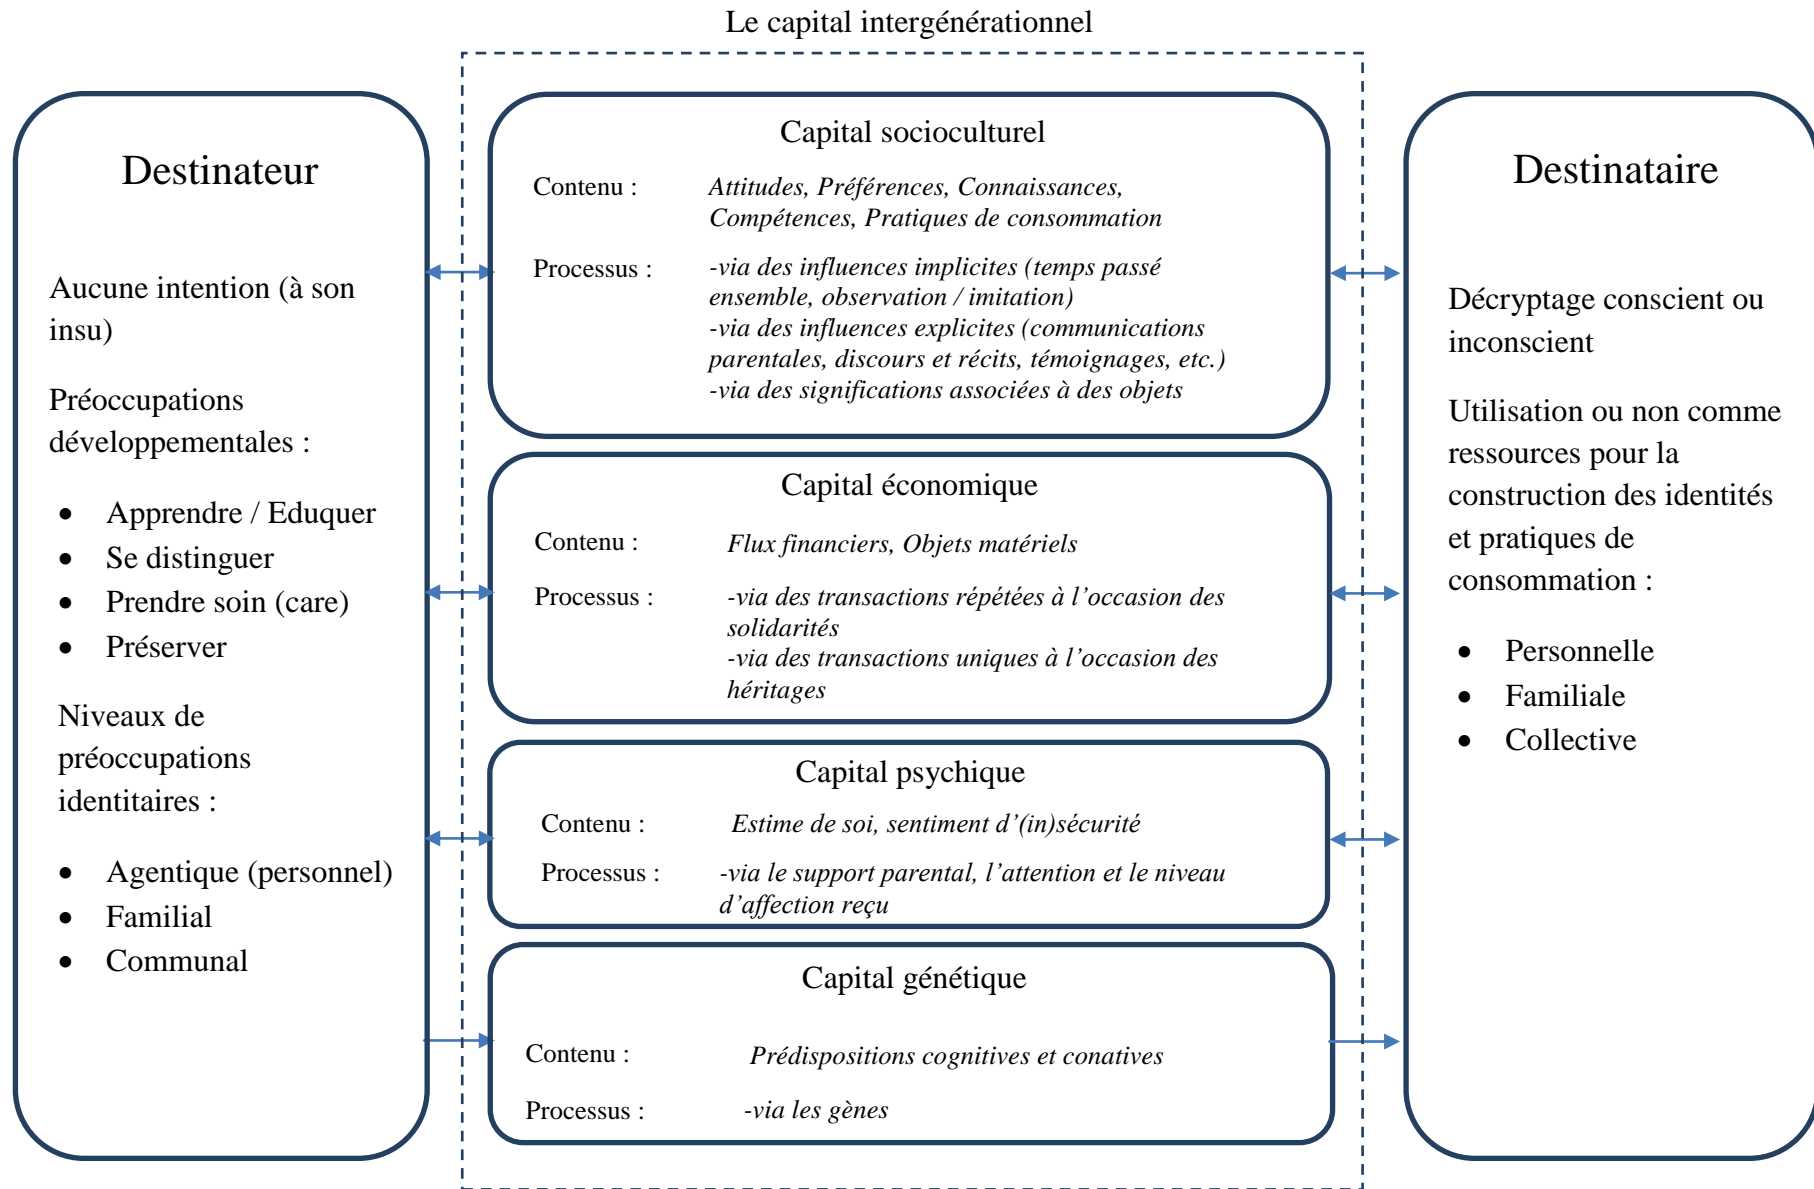 Le capital intergénérationnel
Destinateur
Aucune intention (à son
insu)
Préoccupations
développementales :
• Apprendre / Eduquer
• Se distinguer
• Prendre soin (care)
• Préserver
Niveaux de
préoccupations
identitaires :
• Agentique (personnel)
• Familial
• Communal
Capital socioculturel
Contenu : Attitudes, Préférences, Connaissances,
Compétences, Pratiques de consommation
Processus : -via des influences implicites (temps passé
ensemble, observation / imitation)
-via des influences explicites (communications
parentales, discours et récits, témoignages, etc.)
-via des significations associées à des objets
Capital économique
Contenu : Flux financiers, Objets matériels
Processus : -via des transactions répétées à l’occasion des
solidarités
-via des transactions uniques à l’occasion des
héritages
Capital psychique
Contenu : Estime de soi, sentiment d’(in)sécurité
Processus : -via le support parental, l’attention et le niveau
d’affection reçu
Capital génétique
Contenu : Prédispositions cognitives et conatives
Processus : -via les gènes
Destinataire
Décryptage conscient ou
inconscient
Utilisation ou non comme
ressources pour la
construction des identités
et pratiques de
consommation :
• Personnelle
• Familiale
• Collective